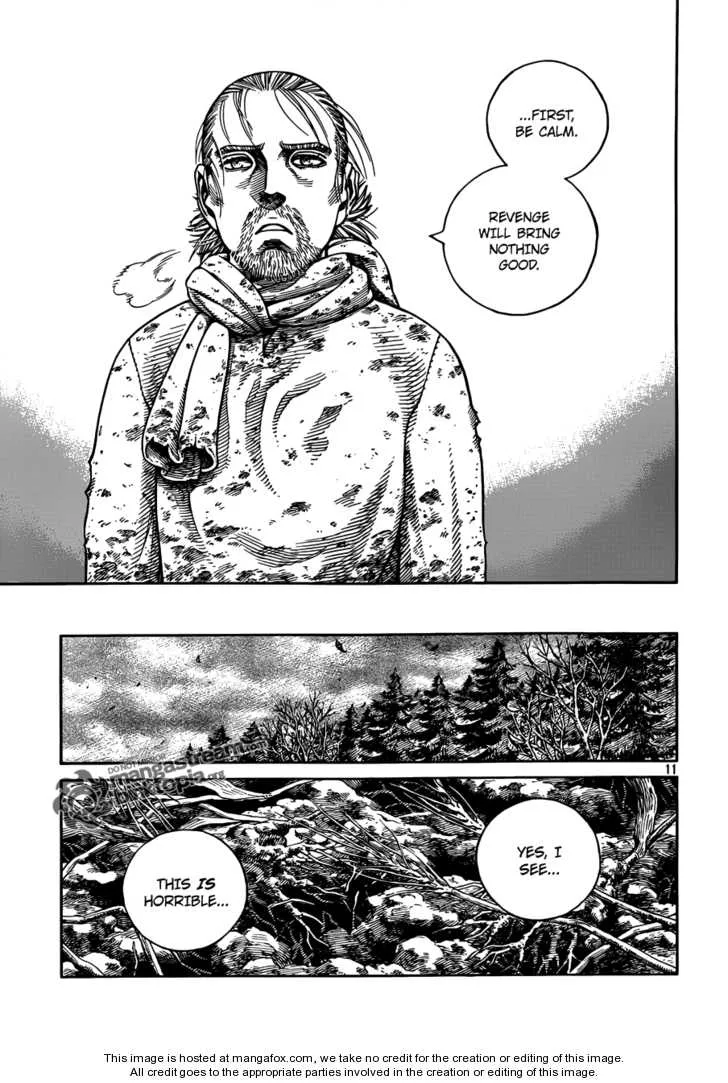 ...FIRST,
BE CALM.
REVENGE
WILL BRING
NOTHING
GOOD.
11
YES, I
SEE...
THIS IS
HORRIBLE...
mangastream.com
This image is hosted at mangafox.com, we take no credit for the creation or editing of this image.
All credit goes to the appropriate parties involved in the creation or editing of this image.